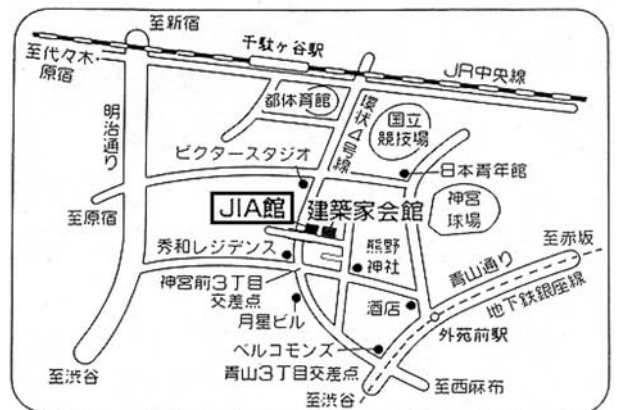 至新宿
千駄ヶ谷駅
至代々木・
原宿
JR中央線
都体育館
環状4号線
国立
競技場
明治通り
ビクタースタジオ
日本青年館
神宮
球場
JIA館
建築家会館
至原宿
至赤坂
秀和レジデンス
熊野
神社
青山通り
地下鉄銀座線
神宮前3丁目
交差点
酒店
月星ビル
外苑前駅
ベルコモンズ
青山3丁目交差点
至渋谷
至西麻布
至渋谷